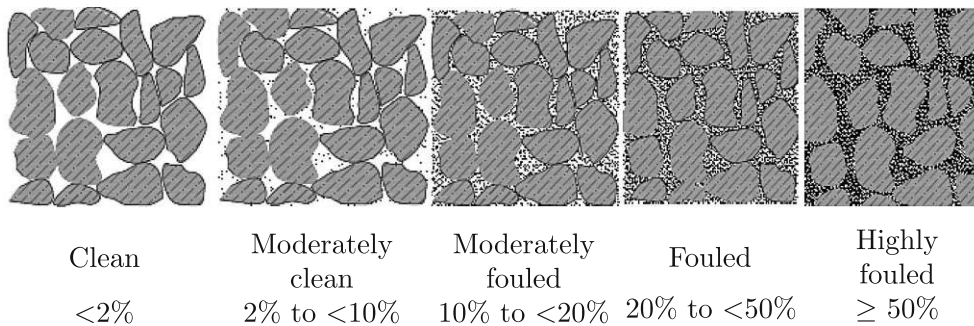 Clean
<2%
Moderately
clean
2% to <10%
Moderately
fouled
10% to <20%
Fouled
20% to <50%
Highly
fouled
≥ 50%